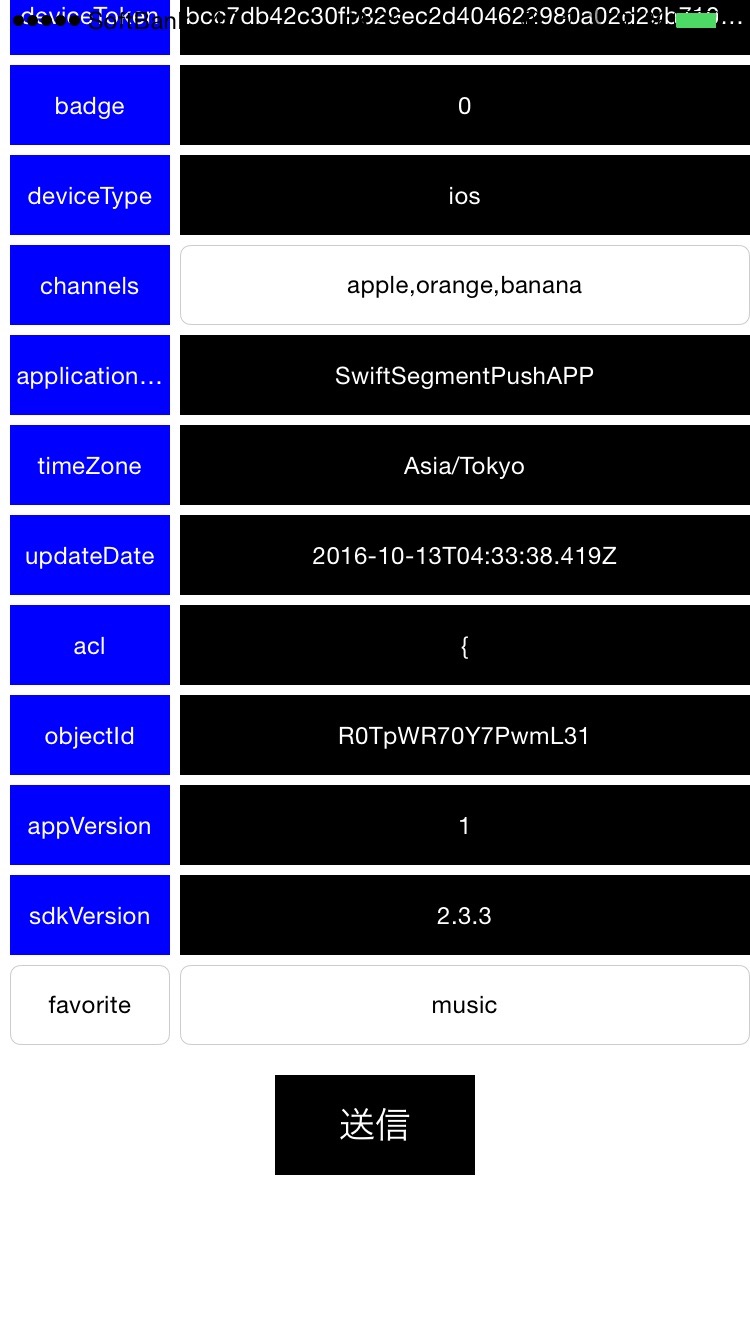 deviceToken
badge 0
deviceType ios
channels apple,orange,banana
application... SwiftSegmentPushAPP
timeZone Asia/Tokyo
updateDate 2016-10-13T04:33:38.419Z
acl {
objectId R0TpWR70Y7PwmL31
appVersion 1
sdkVersion 2.3.3
favorite music
送信